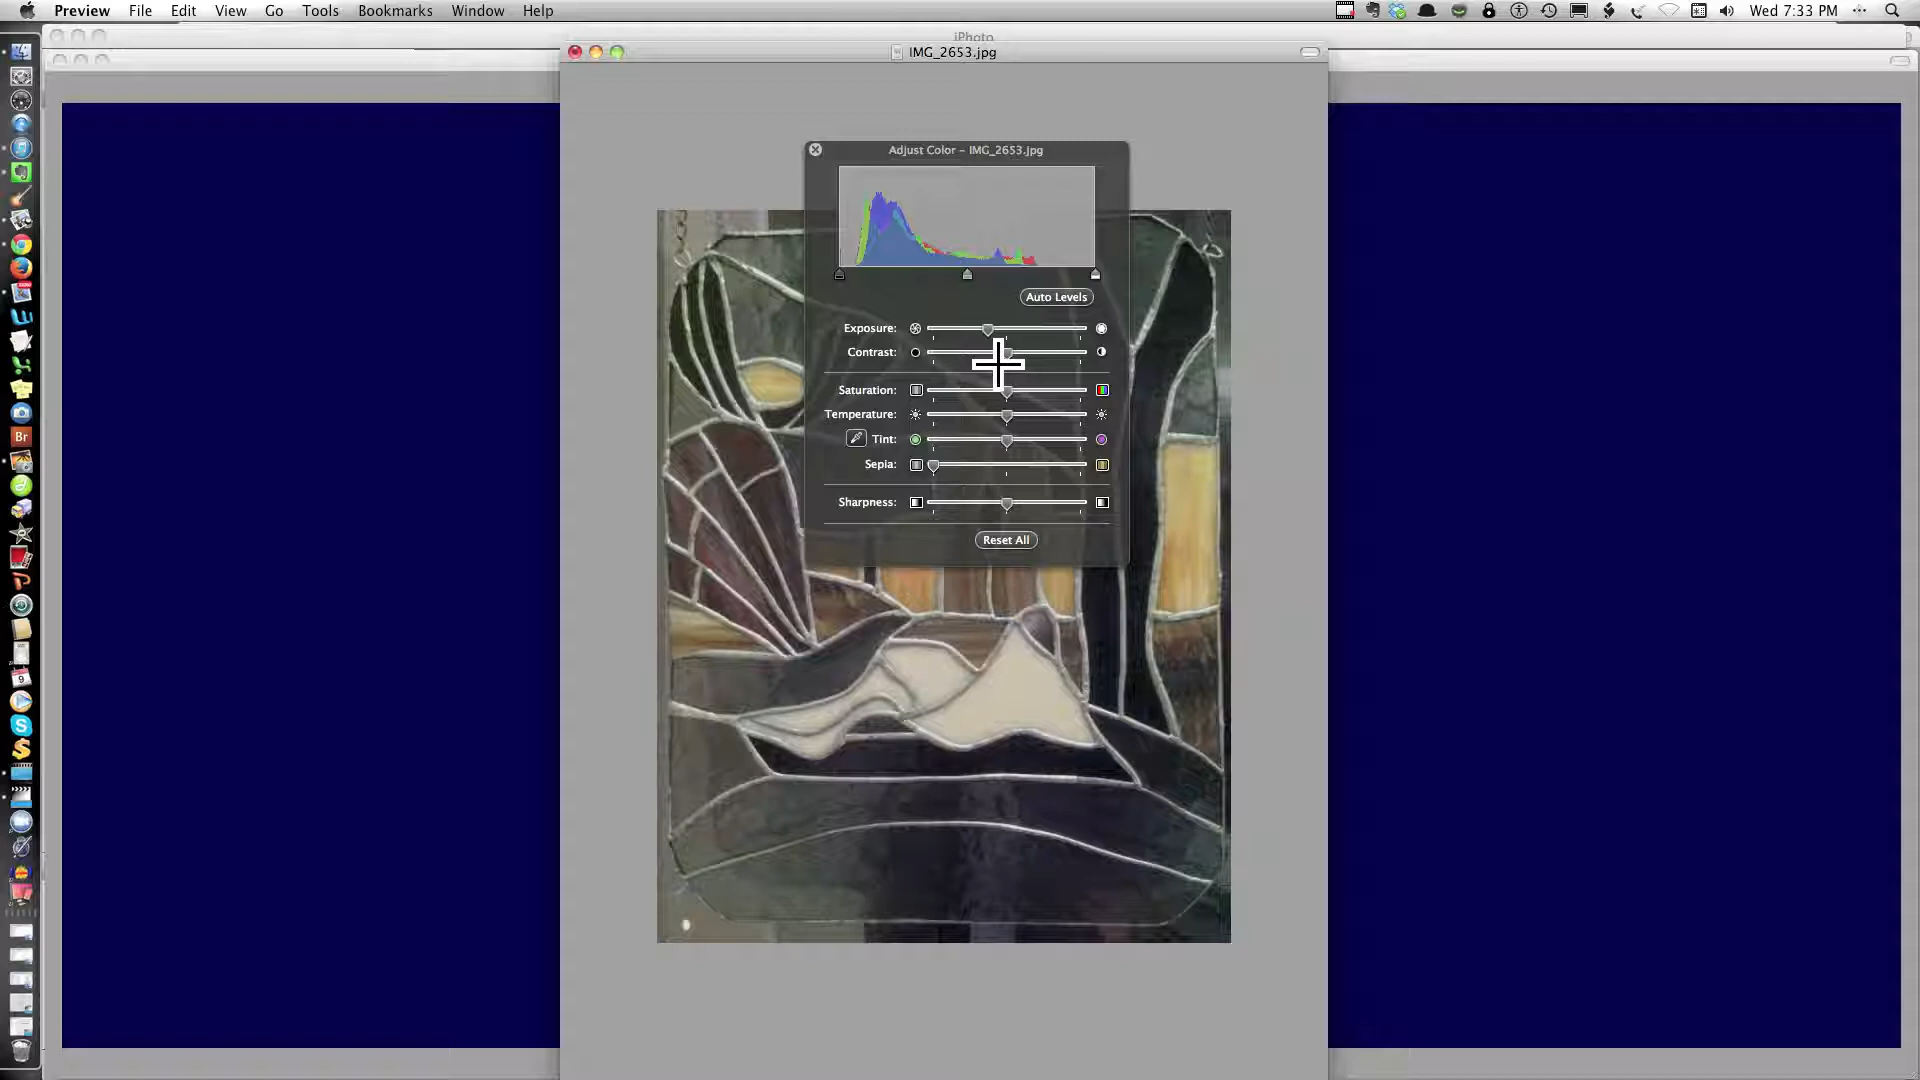 Preview File Edit View Go Tools Bookmarks Window Help Wed 7:33 PM
iPhoto
IMG_2653.jpg
Adjust Color - IMG_2653.jpg
Auto Levels
Exposure:
Contrast:
Saturation:
Temperature:
Tint:
Sepia:
Sharpness:
Reset All
Br
9